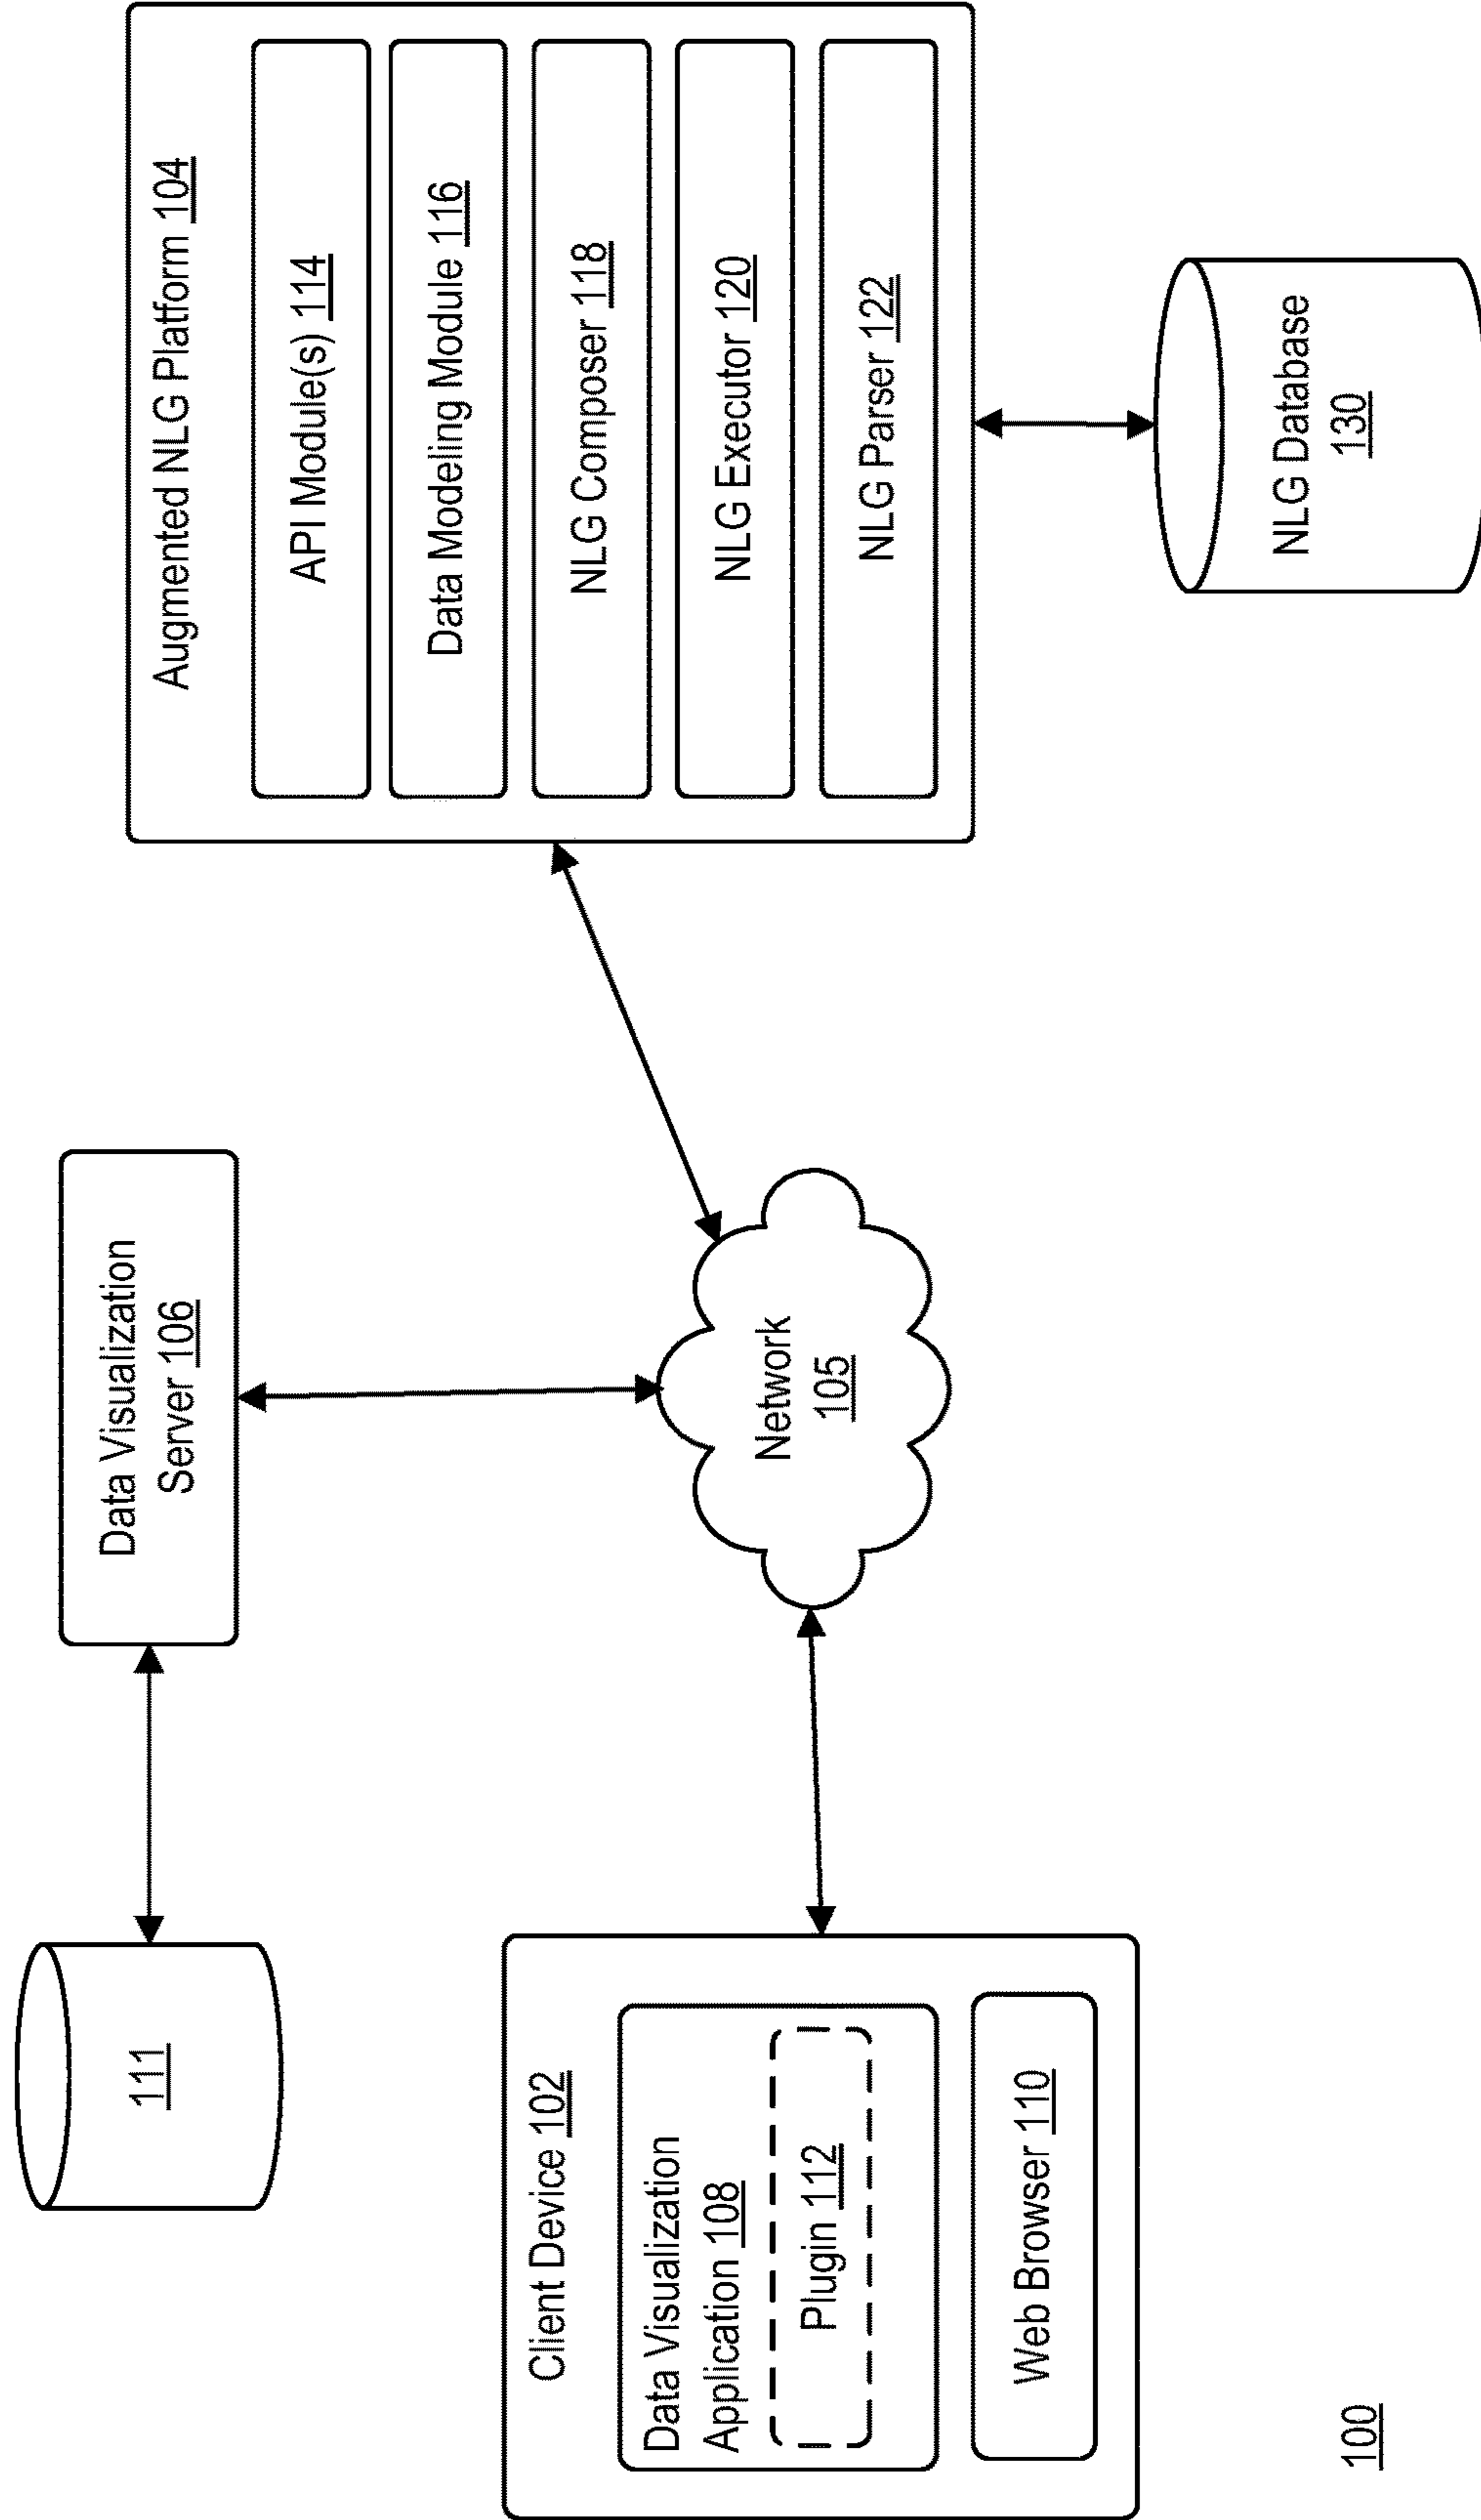 111
Data Visualization
Server 106
Augmented NLG Platform 104
API Module(s) 114
Data Modeling Module 116
NLG Composer 118
NLG Executor 120
NLG Parser 122
Client Device 102
Data Visualization
Application 108
Plugin 112
Web Browser 110
Network
105
NLG Database
130
100